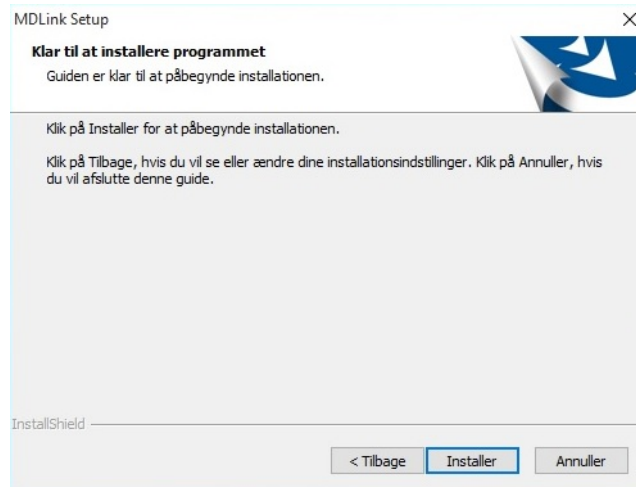 MDLink Setup
Klar til at installere programmet
Guiden er klar til at påbegynde installationen.
Klik på Installer for at påbegynde installationen.
Klik på Tilbage, hvis du vil se eller ændre dine installationsindstillinger. Klik på Annuller, hvis
du vil afslutte denne guide.
InstallShield
< Tilbage
Installer
Annuller